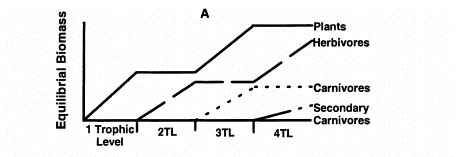 A
Equilibrial Biomass
Plants
Herbivores
Carnivores
Secondary
Carnivores
1 Trophic
Level
2TL
3TL
4TL